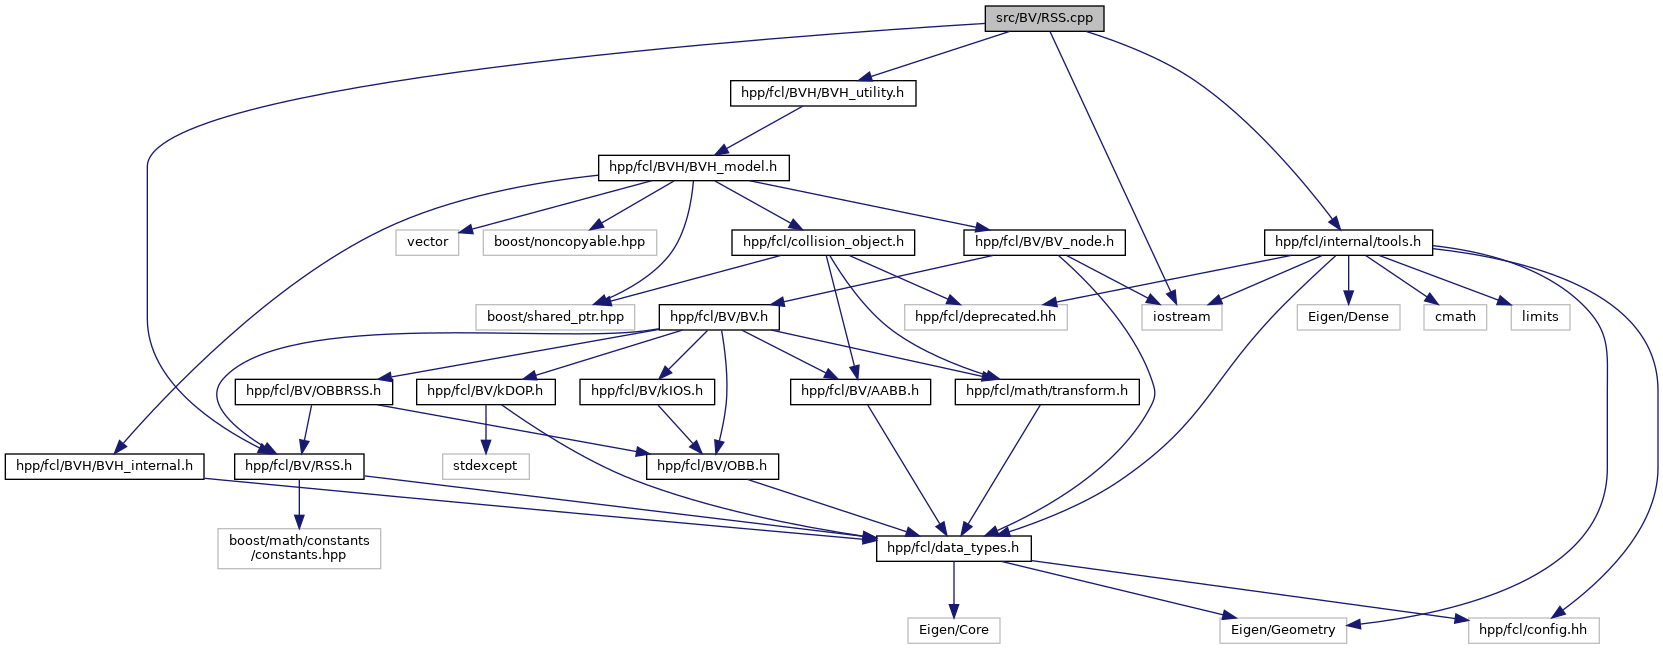 src/BV/RSS.cpp
hpp/fcl/BVH/BVH_utility.h
hpp/fcl/BVH/BVH_model.h
vector
boost/noncopyable.hpp
hpp/fcl/collision_object.h
hpp/fcl/BV/BV_node.h
hpp/fcl/internal/tools.h
boost/shared_ptr.hpp
hpp/fcl/BV/BV.h
hpp/fcl/deprecated.hh
iostream
Eigen/Dense
cmath
limits
hpp/fcl/BV/OBBRSS.h
hpp/fcl/BV/kDOP.h
hpp/fcl/BV/kIOS.h
hpp/fcl/BV/AABB.h
hpp/fcl/math/transform.h
hpp/fcl/BVH/BVH_internal.h
hpp/fcl/BV/RSS.h
stdexcept
hpp/fcl/BV/OBB.h
boost/math/constants
/constants.hpp
hpp/fcl/data_types.h
Eigen/Core
Eigen/Geometry
hpp/fcl/config.hh